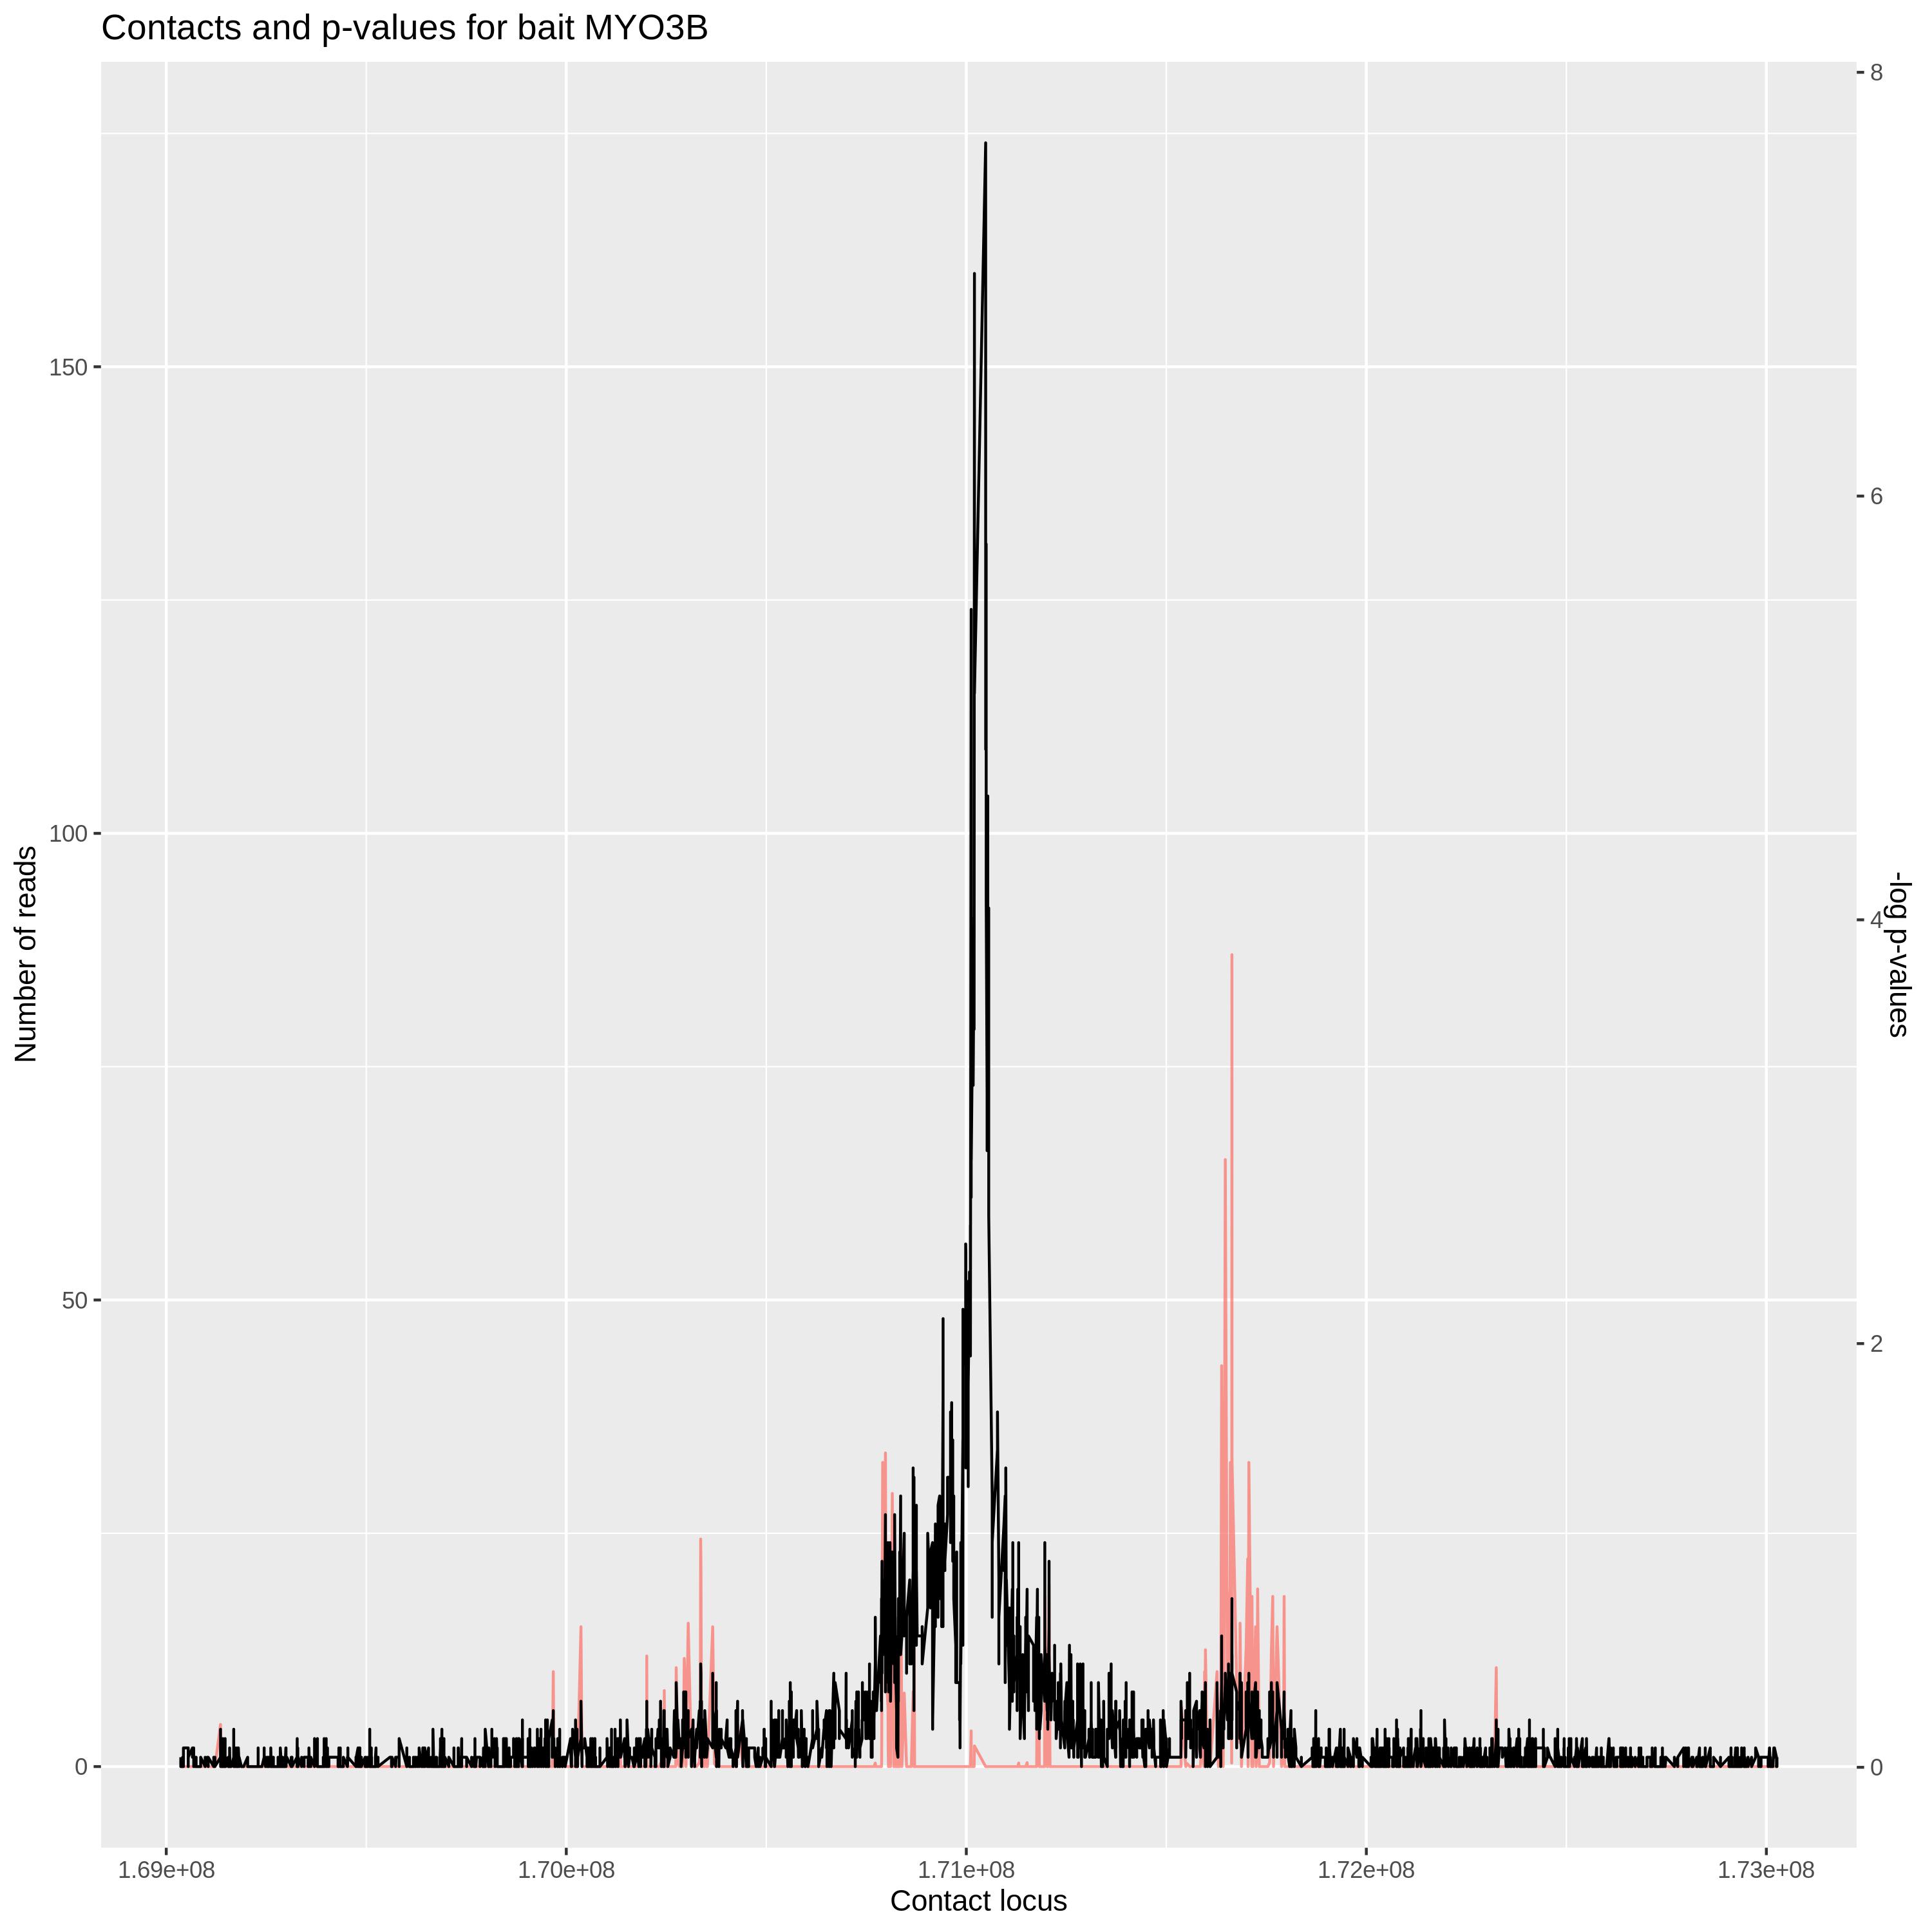 Contacts and p-values for bait MYO3B
Number of reads
150
100
50
0
8
6
4
2
0
-log p-values
1.69e+08
1.70e+08
1.71e+08
1.72e+08
1.73e+08
Contact locus